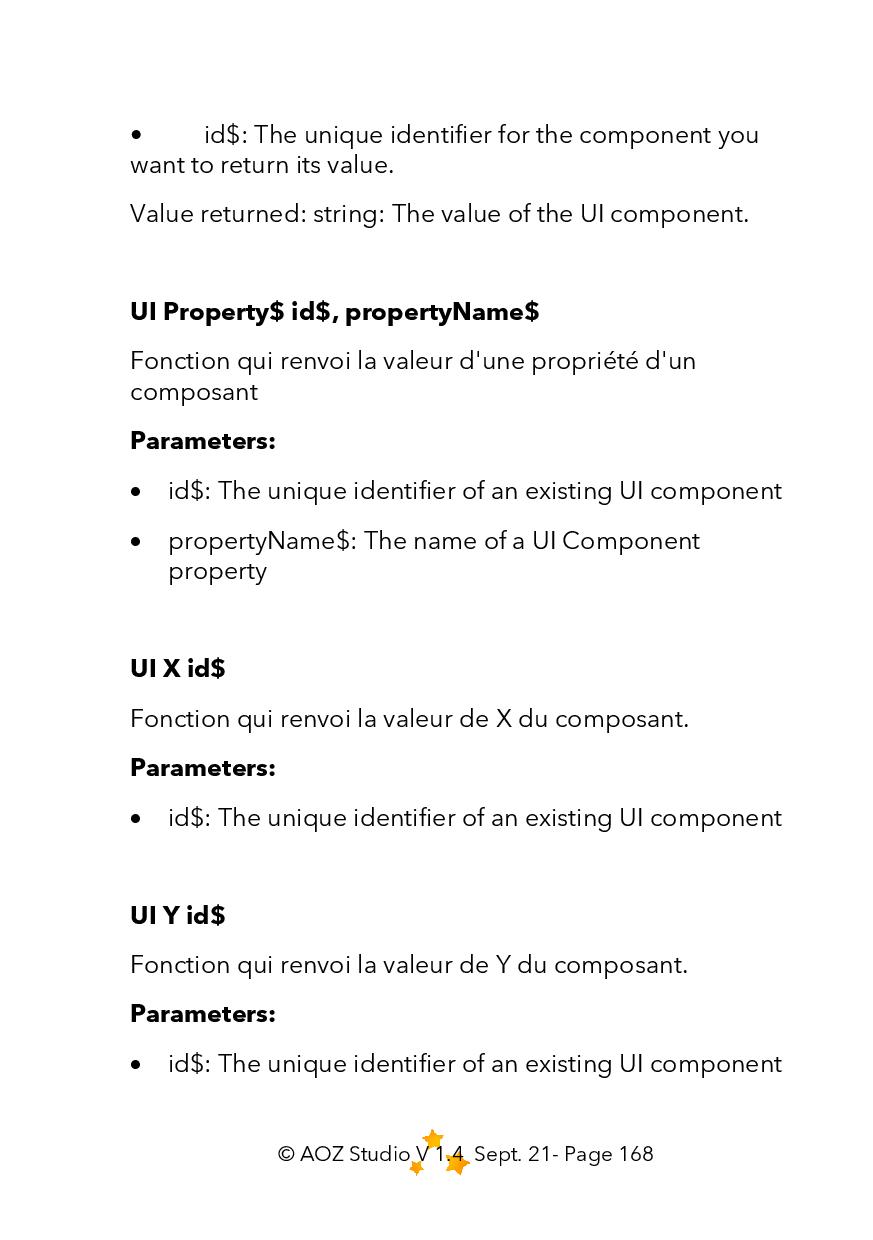 • id$: The unique identifier for the component you
want to return its value.
Value returned: string: The value of the UI component.
UI Property$ id$, propertyName$
Fonction qui renvoi la valeur d'une propriété d'un
composant
Parameters:
• id$: The unique identifier of an existing UI component
• propertyName$: The name of a UI Component
property
UI X id$
Fonction qui renvoi la valeur de X du composant.
Parameters:
• id$: The unique identifier of an existing UI component
UI Y id$
Fonction qui renvoi la valeur de Y du composant.
Parameters:
• id$: The unique identifier of an existing UI component
© AOZ Studio V 1.4 Sept. 21- Page 168